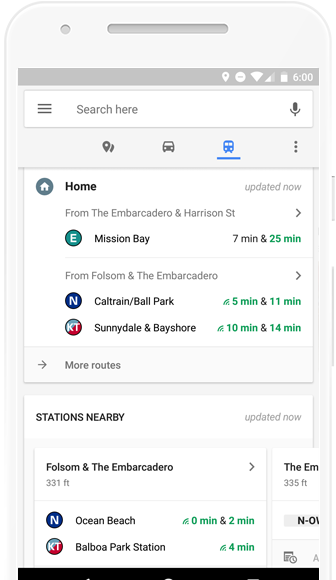 6:00
Search here
Home updated now
From The Embarcadero & Harrison St
E Mission Bay 7 min & 25 min
From Folsom & The Embarcadero
N Caltrain/Ball Park 5 min & 11 min
KT Sunnydale & Bayshore 10 min & 14 min
More routes
STATIONS NEARBY updated now
Folsom & The Embarcadero The Em
331 ft 335 ft
N Ocean Beach 0 min & 2 min N-OW
KT Balboa Park Station 4 min A